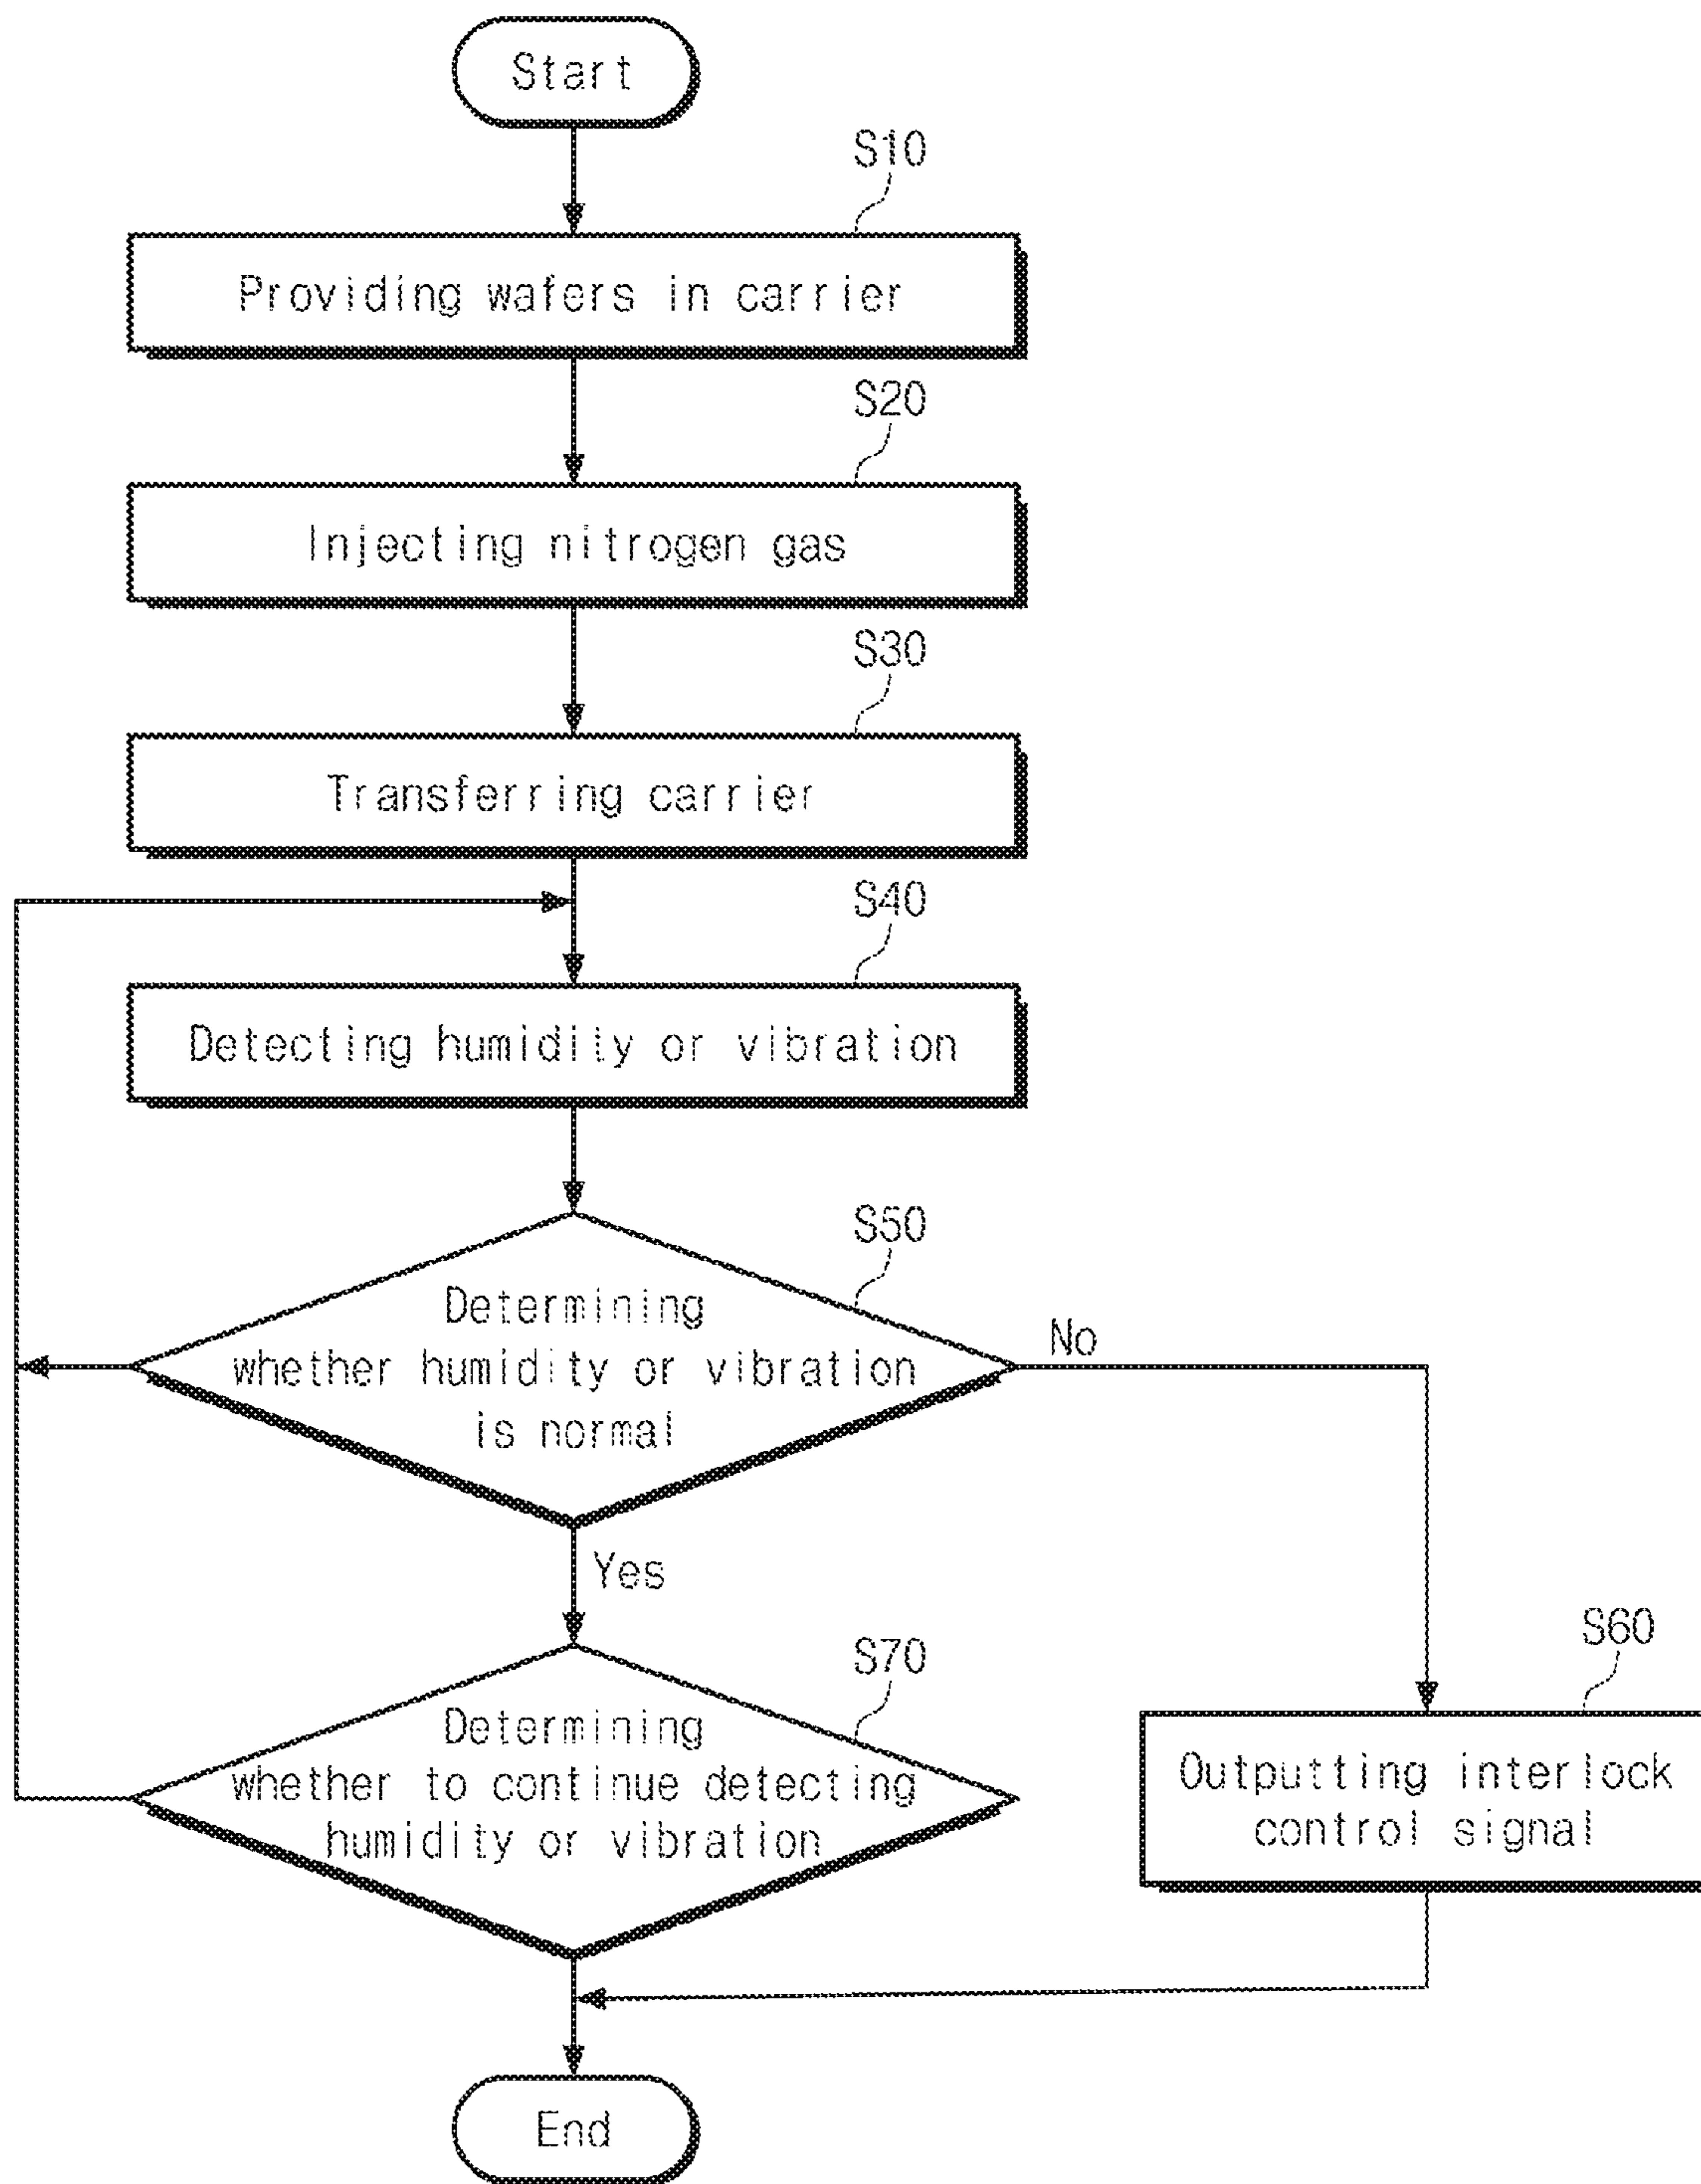 Start
S10
Providing wafers in carrier
S20
Injecting nitrogen gas
S30
Transferring carrier
S40
Detecting humidity or vibration
S50
Determining
whether humidity or vibration
is normal
No
Yes
S60
Outputting interlock
control signal
S70
Determining
whether to continue detecting
humidity or vibration
End